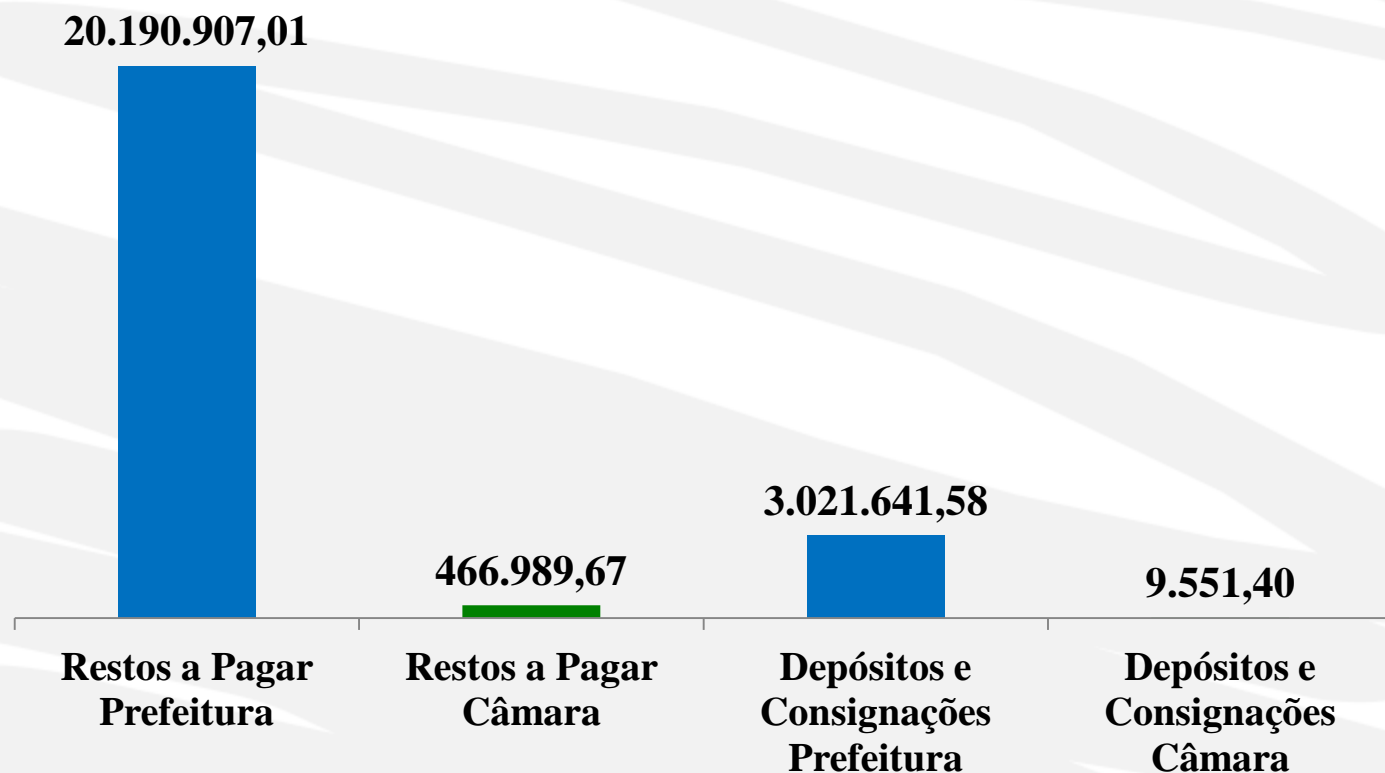 20.190.907,01
466.989,67
3.021.641,58
9.551,40
Restos a Pagar
Prefeitura
Restos a Pagar
Câmara
Depósitos e
Consignações
Prefeitura
Depósitos e
Consignações
Câmara